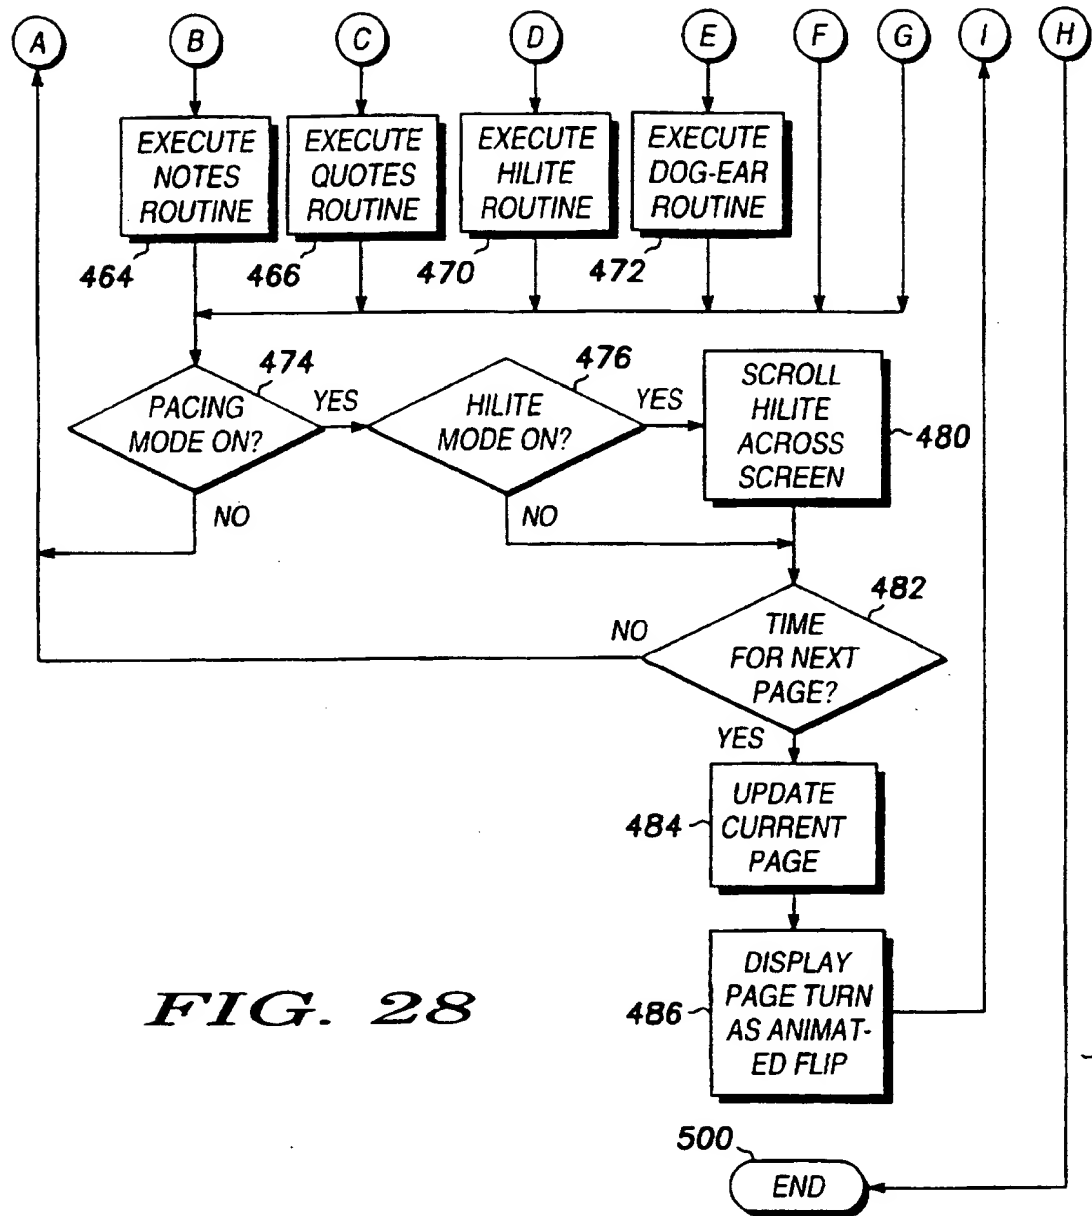 A B C D E F G I H
EXECUTE
NOTES
ROUTINE
464
EXECUTE
QUOTES
ROUTINE
466
EXECUTE
HILITE
ROUTINE
470
EXECUTE
DOG-EAR
ROUTINE
472
PACING
MODE ON?
474
YES
NO
HILITE
MODE ON?
476
YES
NO
SCROLL
HILITE
ACROSS
SCREEN
480
TIME
FOR NEXT
PAGE?
482
NO
YES
UPDATE
CURRENT
PAGE
484
DISPLAY
PAGE TURN
AS ANIMAT-
ED FLIP
486
FIG. 28
500
END